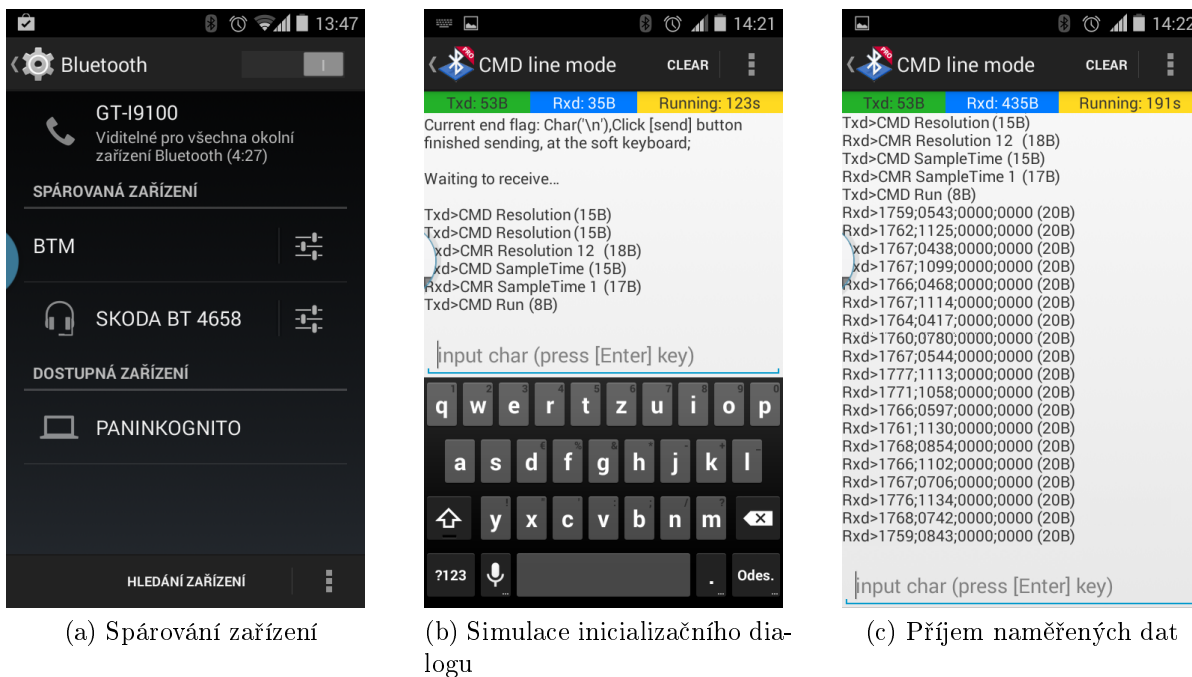 13:47
Bluetooth
GT-I9100
Viditelné pro všechna okolní
zařízení Bluetooth (4:27)
SPÁROVANÁ ZAŘÍZENÍ
BTM
SKODA BT 4658
DOSTUPNÁ ZAŘÍZENÍ
PANINKOGNITO
HLEDÁNÍ ZAŘÍZENÍ
(a) Spárování zařízení
14:21
PRO
CMD line mode CLEAR
Txd: 53B Rxd: 35B Running: 123s
Current end flag: Char('\n'),Click [send] button
finished sending, at the soft keyboard;
Waiting to receive...
Txd>CMD Resolution (15B)
Txd>CMD Resolution (15B)
xd>CMR Resolution 12 (18B)
xd>CMD SampleTime (15B)
Rxd>CMR SampleTime 1 (17B)
Txd>CMD Run (8B)
input char (press [Enter] key)
1 2 3 4 5 6 7 8 9 0
q w e r t z u i o p
a s d f g h j k l
y x c v b n m
?123 . Odes.
(b) Simulace inicializačního dia-
logu
14:22
PRO
CMD line mode CLEAR
Txd: 53B Rxd: 435B Running: 191s
Txd>CMD Resolution (15B)
Rxd>CMR Resolution 12 (18B)
Txd>CMD SampleTime (15B)
Rxd>CMR SampleTime 1 (17B)
Txd>CMD Run (8B)
Rxd>1759;0543;0000;0000 (20B)
Rxd>1762;1125;0000;0000 (20B)
xd>1767;0438;0000;0000 (20B)
xd>1767;1099;0000;0000 (20B)
Rxd>1766;0468;0000;0000 (20B)
Rxd>1767;1114;0000;0000 (20B)
Rxd>1764;0417;0000;0000 (20B)
Rxd>1760;0780;0000;0000 (20B)
Rxd>1767;0544;0000;0000 (20B)
Rxd>1777;1113;0000;0000 (20B)
Rxd>1771;1058;0000;0000 (20B)
Rxd>1766;0597;0000;0000 (20B)
Rxd>1761;1130;0000;0000 (20B)
Rxd>1768;0854;0000;0000 (20B)
Rxd>1766;1102;0000;0000 (20B)
Rxd>1767;0706;0000;0000 (20B)
Rxd>1776;1134;0000;0000 (20B)
Rxd>1768;0742;0000;0000 (20B)
Rxd>1759;0843;0000;0000 (20B)
input char (press [Enter] key)
(c) Příjem naměřených dat